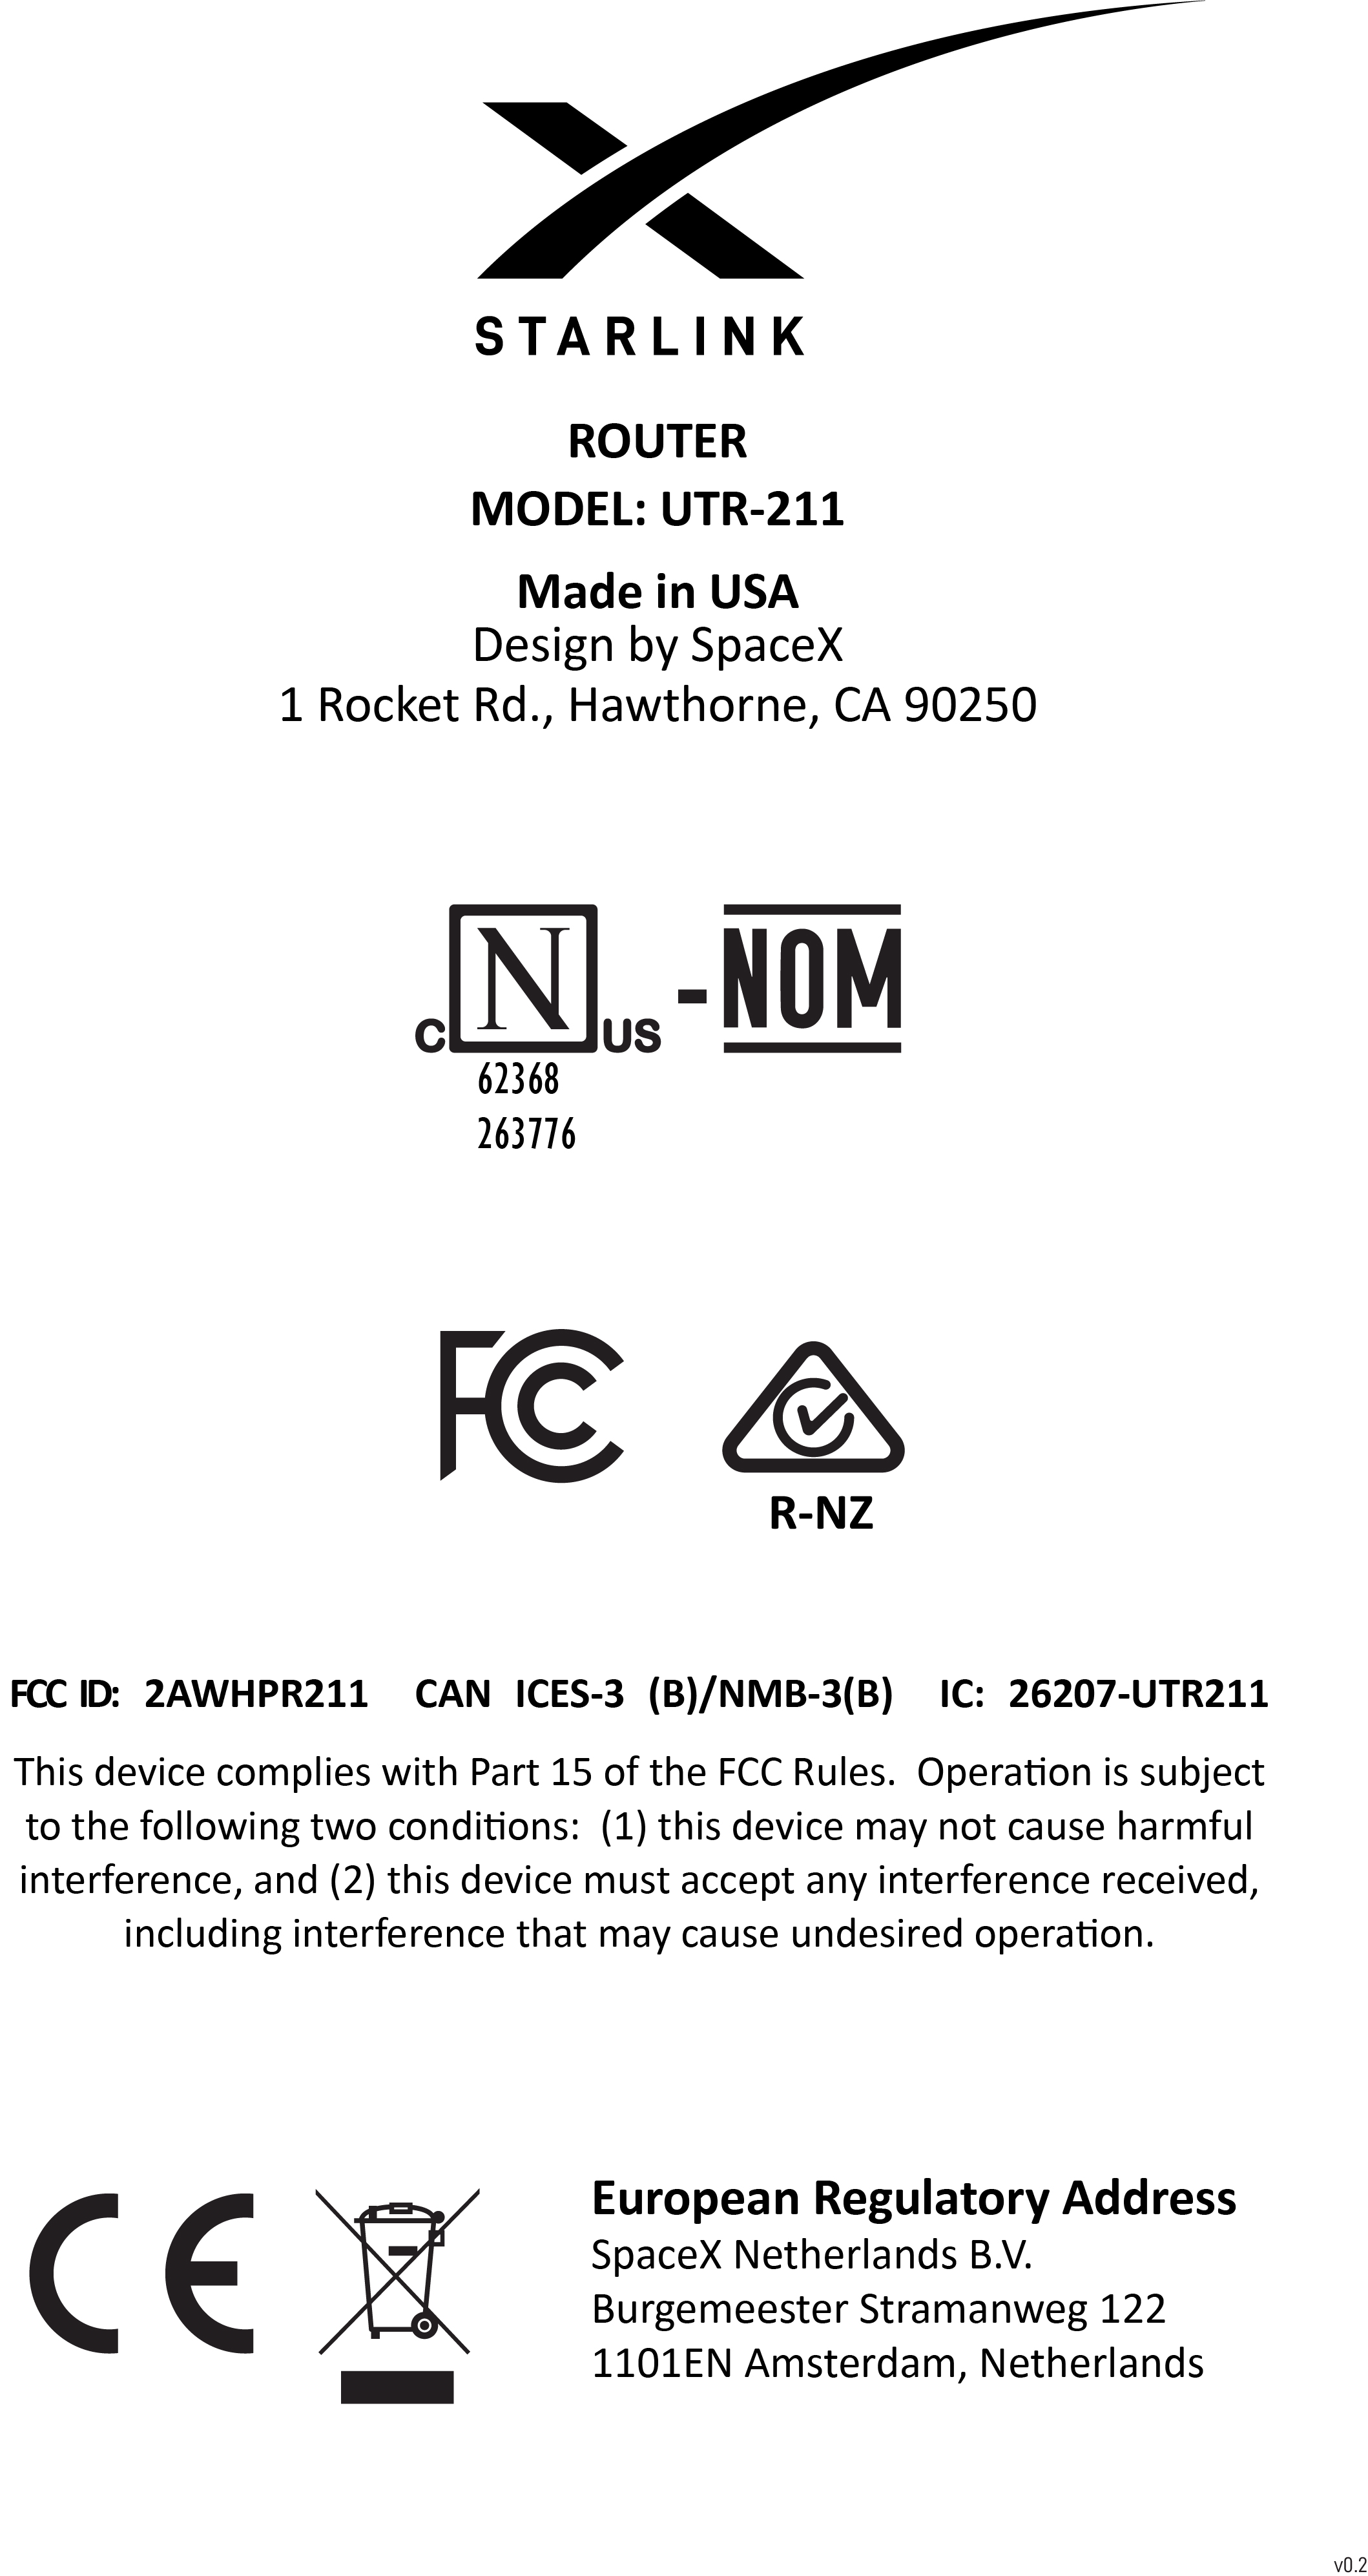 STARLINK
ROUTER
MODEL: UTR-211
Made in USA
Design by SpaceX
1 Rocket Rd., Hawthorne, CA 90250
C N US - NOM
62368
263776
FCC
R-NZ
FCC ID: 2AWHPR211 CAN ICES-3 (B)/NMB-3(B) IC: 26207-UTR211
This device complies with Part 15 of the FCC Rules. Operation is subject
to the following two conditions: (1) this device may not cause harmful
interference, and (2) this device must accept any interference received,
including interference that may cause undesired operation.
CE
European Regulatory Address
SpaceX Netherlands B.V.
Burgemeester Stramanweg 122
1101EN Amsterdam, Netherlands
v0.2